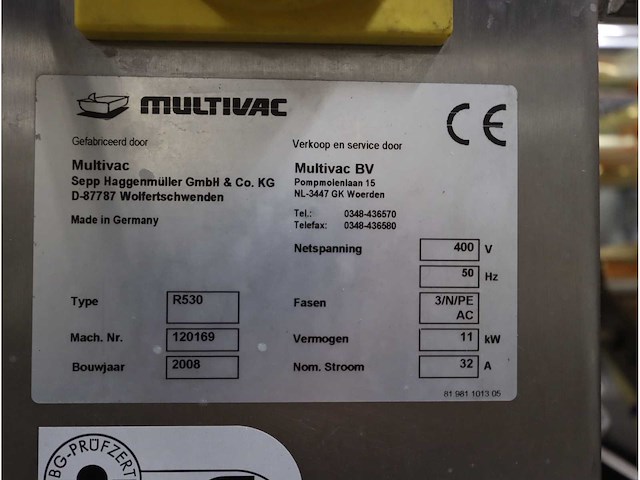 MULTIVAC
CE
Gefabriceerd door
Multivac
Sepp Haggenmüller GmbH & Co. KG
D-87787 Wolfertschwenden
Made in Germany
Verkoop en service door
Multivac BV
Pompmolenlaan 15
NL-3447 GK Woerden
Tel.: 0348-436570
Telefax: 0348-436580
Netspanning 400 V
50 Hz
Type R530
Fasen 3/N/PE
AC
Mach. Nr. 120169
Vermogen 11 kW
Bouwjaar 2008
Nom. Stroom 32 A
81 981 1013 05
BG-PRÜFZERT